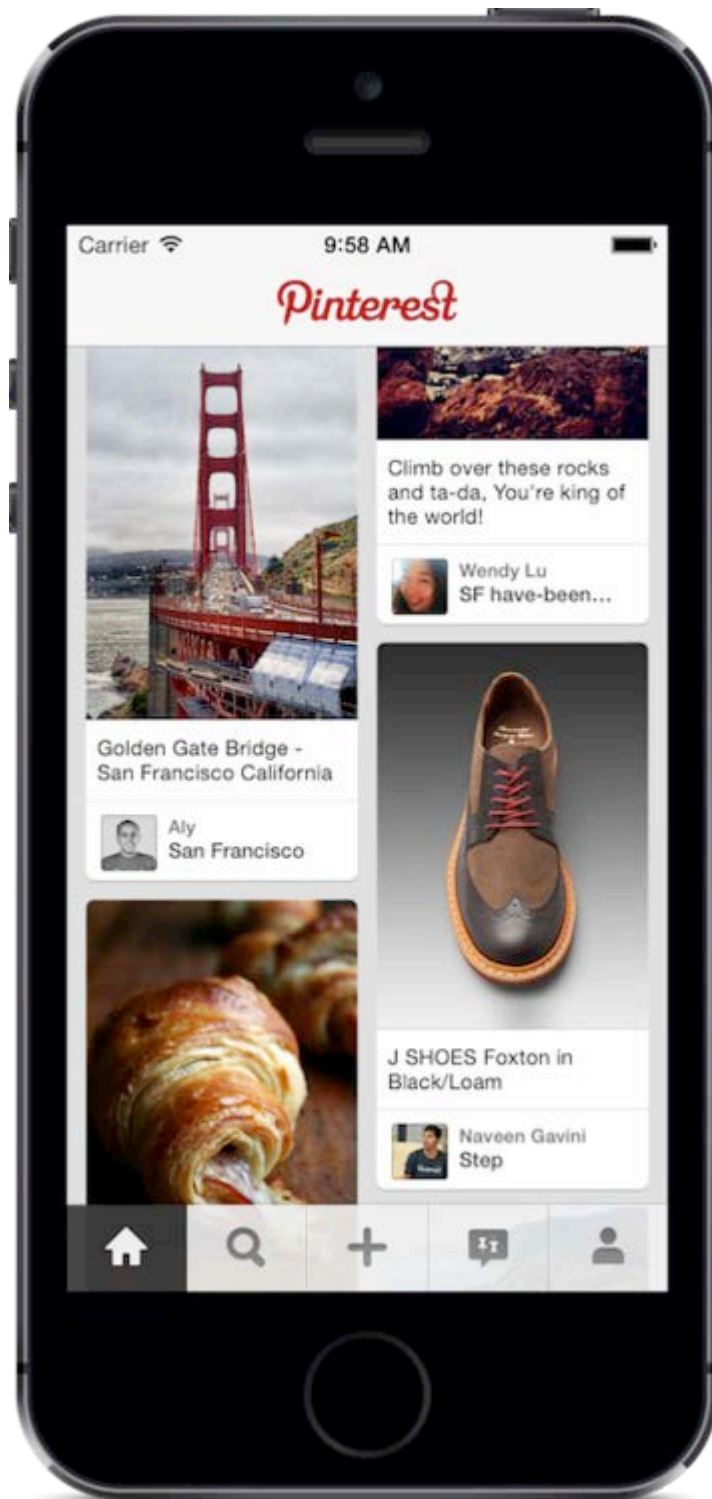 Carrier
9:58 AM
Pinterest
Golden Gate Bridge -
San Francisco California
Aly
San Francisco
Climb over these rocks
and ta-da, You're king of
the world!
Wendy Lu
SF have-been...
J SHOES Foxton in
Black/Loam
Naveen Gavini
Step